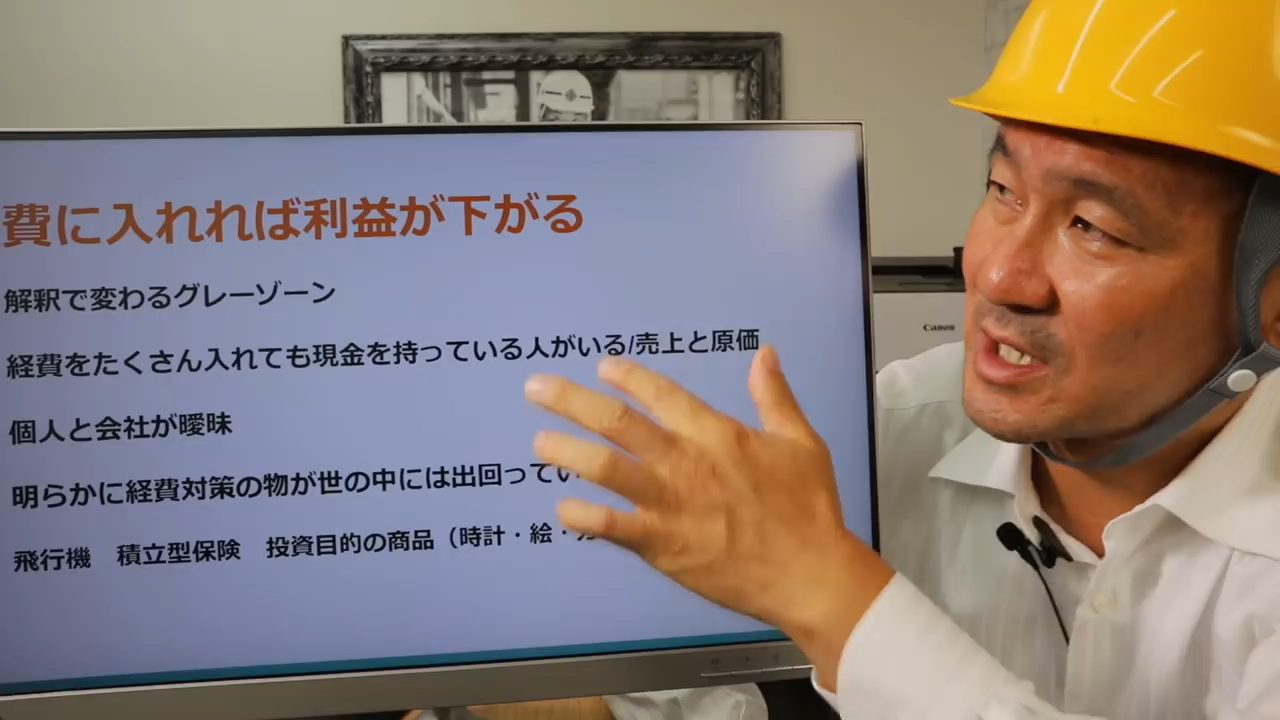 費に入れれば利益が下がる
解釈で変わるグレーゾーン
経費をたくさん入れても現金を持っている人がいる/売上と原価
個人と会社が曖昧
明らかに経費対策の物が世の中には出回ってい
飛行機 積立型保険 投資目的の商品（時計・絵・
Canon